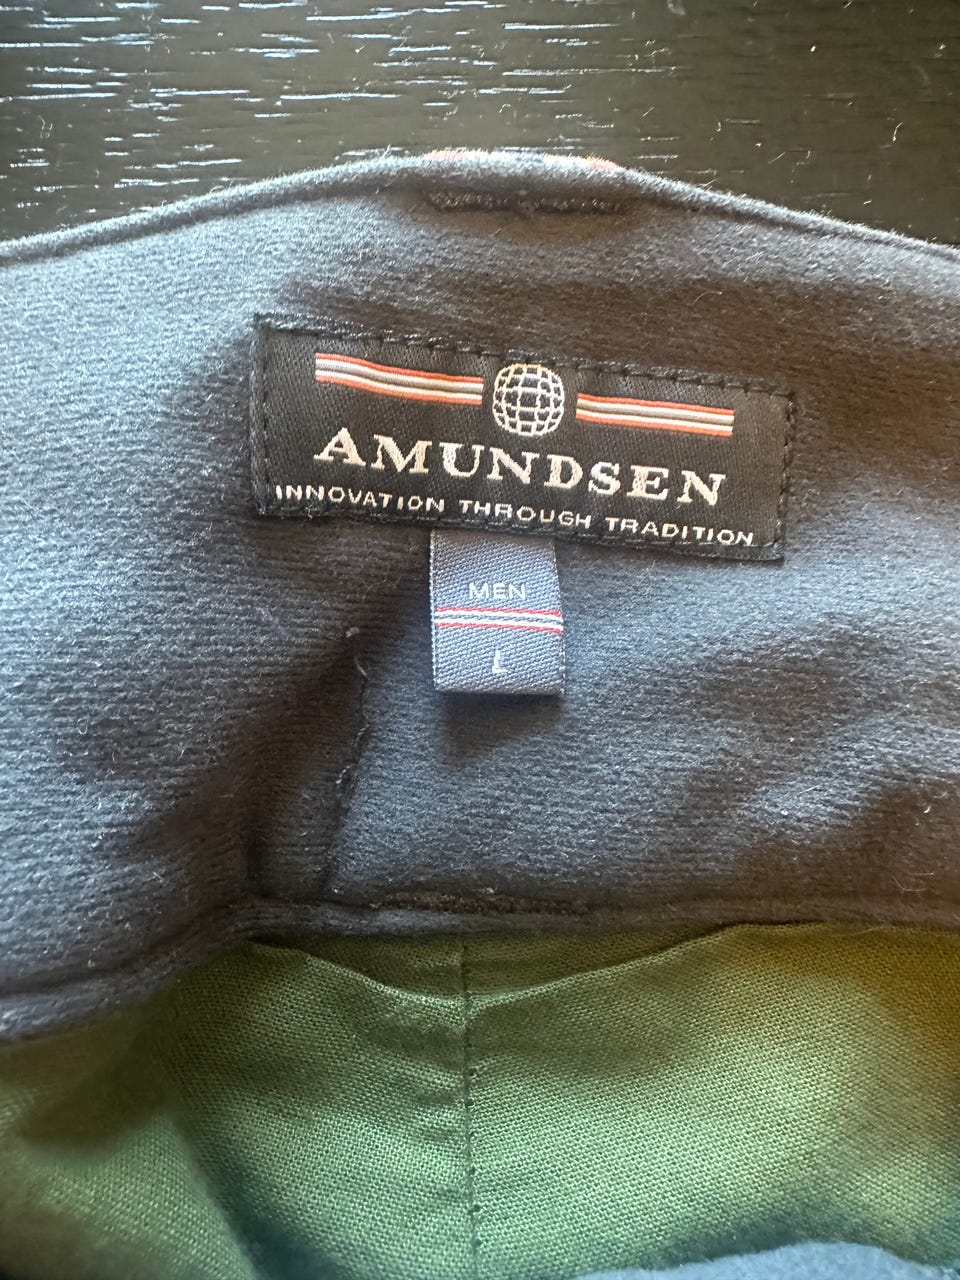 AMUNDSEN
INNOVATION THROUGH TRADITION
MEN
L